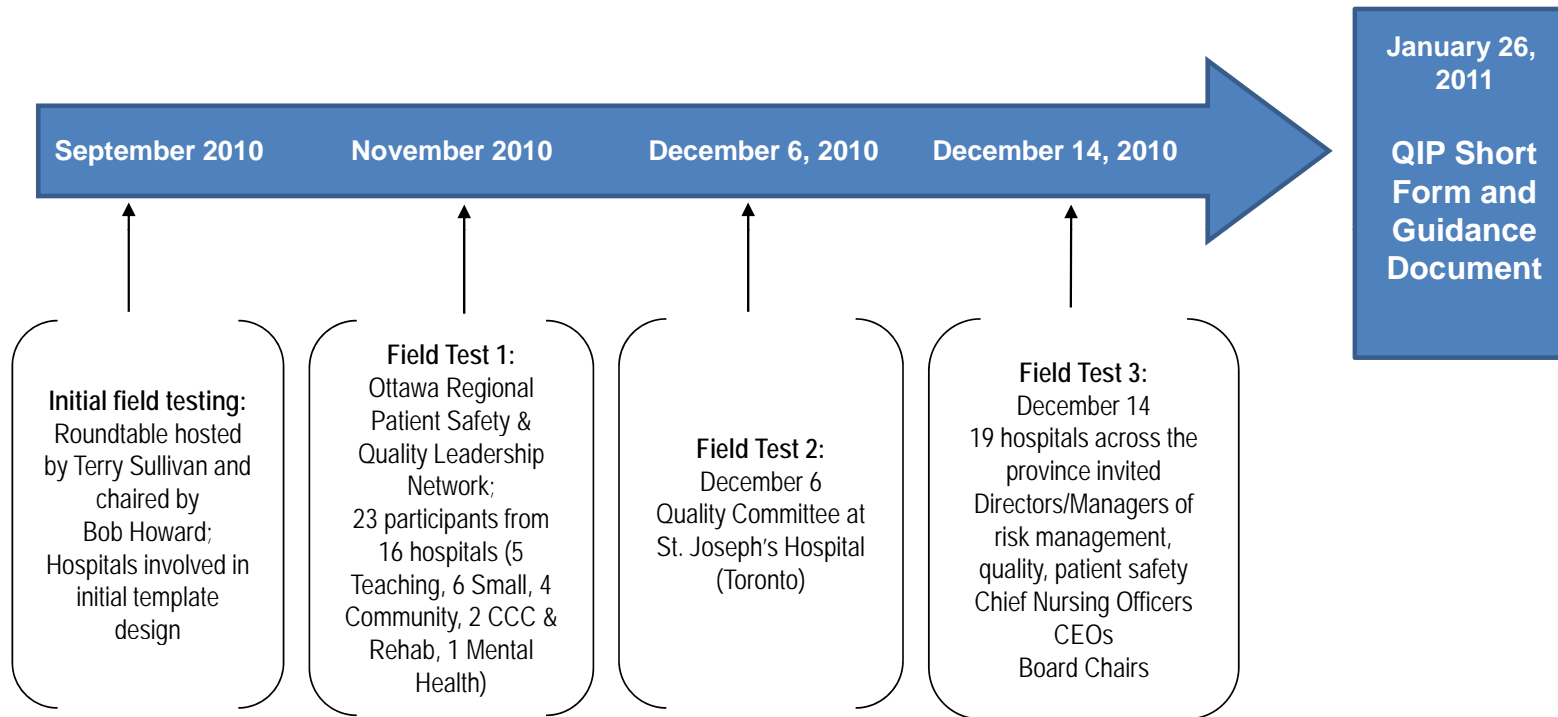 September 2010
November 2010
December 6, 2010
December 14, 2010
January 26,
2011
QIP Short
Form and
Guidance
Document
Initial field testing:
Roundtable hosted
by Terry Sullivan and
chaired by
Bob Howard;
Hospitals involved in
initial template
design
Field Test 1:
Ottawa Regional
Patient Safety &
Quality Leadership
Network;
23 participants from
16 hospitals (5
Teaching, 6 Small, 4
Community, 2 CCC &
Rehab, 1 Mental
Health)
Field Test 2:
December 6
Quality Committee at
St. Joseph's Hospital
(Toronto)
Field Test 3:
December 14
19 hospitals across the
province invited
Directors/Managers of
risk management,
quality, patient safety
Chief Nursing Officers
CEOs
Board Chairs